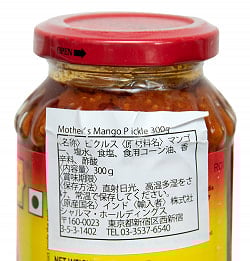 OPEN
Mother's Mango P ickle 300g
(名称) ピクルス (原材料名) マンゴ
ー、塩水、食塩、食用コーン油、香
辛料、酢酸
(内容量) 300g
(賞味期限)
(保存方法) 直射日光、高温多湿をさ
け、常温で保存してください。
(原産国名) インド (輸入者名) 株式会社
シャルマ・ホールディングス
〒160-0023 東京都新宿区西新宿
3-5-3-1402 TEL 03-3537-6540